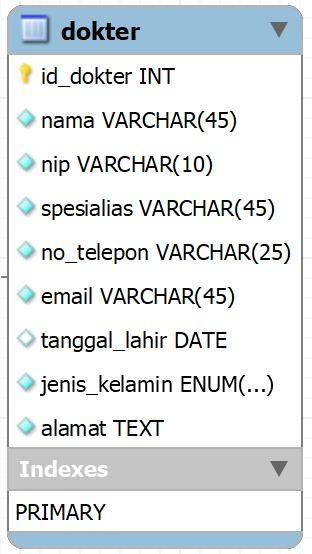 dokter
id_dokter INT
nama VARCHAR(45)
nip VARCHAR(10)
spesialias VARCHAR(45)
no_telepon VARCHAR(25)
email VARCHAR(45)
tanggal_lahir DATE
jenis_kelamin ENUM(...)
alamat TEXT
Indexes
PRIMARY